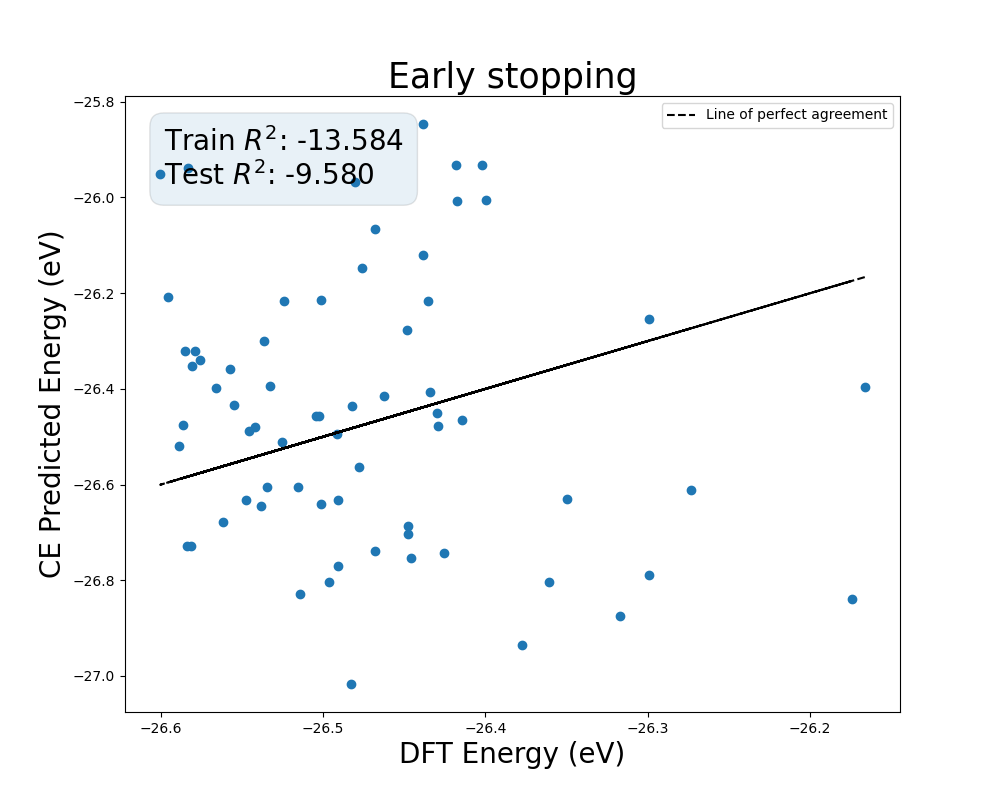 Early stopping
Train R²: -13.584
Test R²: -9.580
Line of perfect agreement
CE Predicted Energy (eV)
−25.8
−26.0
−26.2
−26.4
−26.6
−26.8
−27.0
−26.6 −26.5 −26.4 −26.3 −26.2
DFT Energy (eV)